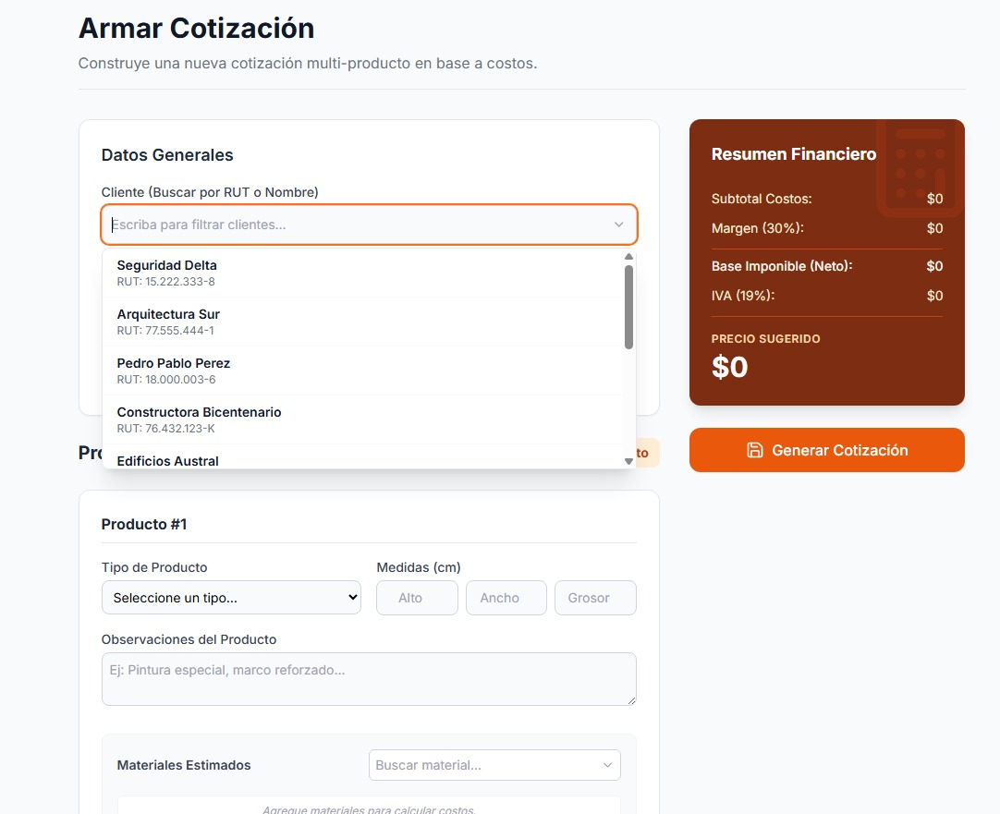 Armar Cotización
Construye una nueva cotización multi-producto en base a costos.
Datos Generales
Cliente (Buscar por RUT o Nombre)
Escriba para filtrar clientes...
Seguridad Delta
RUT: 15.222.333-8
Arquitectura Sur
RUT: 77.555.444-1
Pedro Pablo Perez
RUT: 18.000.003-6
Constructora Bicentenario
RUT: 76.432.123-K
Edificios Austral
Resumen Financiero
Subtotal Costos: $0
Margen (30%): $0
Base Imponible (Neto): $0
IVA (19%): $0
PRECIO SUGERIDO
$0
Generar Cotización
Producto #1
Tipo de Producto
Seleccione un tipo...
Medidas (cm)
Alto Ancho Grosor
Observaciones del Producto
Ej: Pintura especial, marco reforzado...
Materiales Estimados
Buscar material...
Agregue materiales para calcular costos.